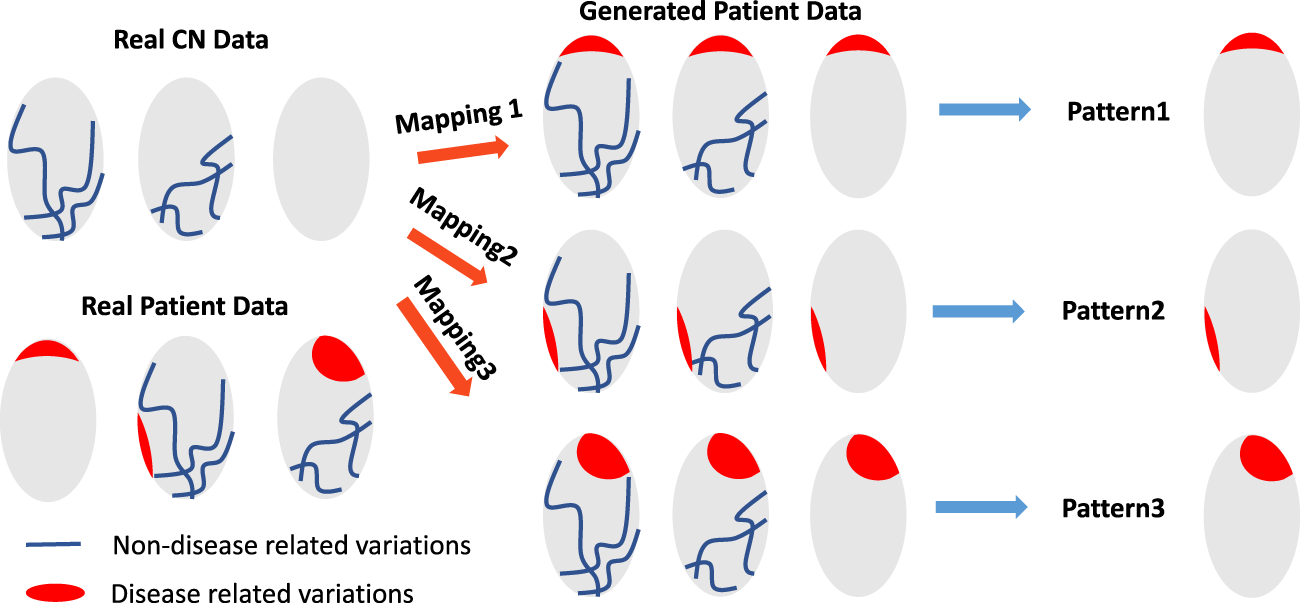 Real CN Data
Generated Patient Data
Mapping 1
Pattern1
Mapping2
Pattern2
Real Patient Data
Mapping3
Pattern3
Non-disease related variations
Disease related variations